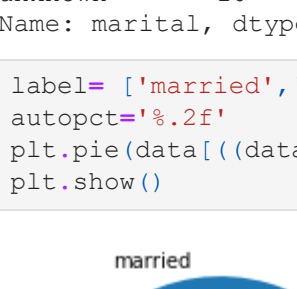 Name: marital, dtype
label= ['married',
autopct='%.2f'
plt.pie(data[((data
plt.show()
married